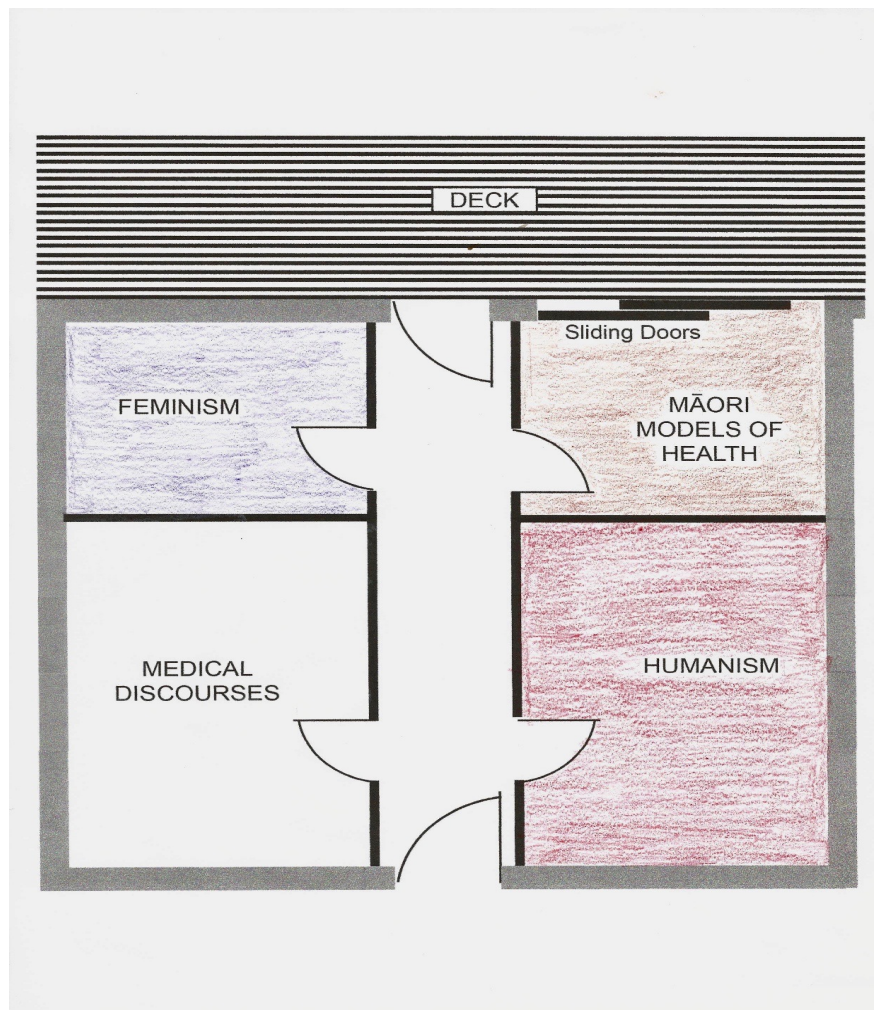 DECK
Sliding Doors
FEMINISM
MĀORI
MODELS OF
HEALTH
MEDICAL
DISCOURSES
HUMANISM